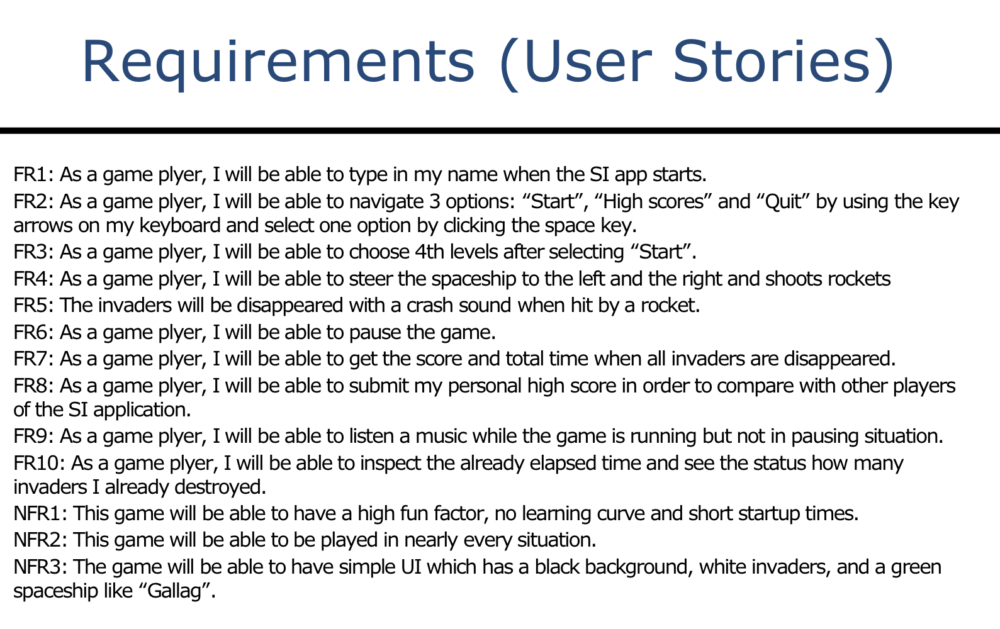 Requirements (User Stories)
FR1: As a game plyer, I will be able to type in my name when the SI app starts.
FR2: As a game plyer, I will be able to navigate 3 options: “Start”, “High scores” and “Quit” by using the key
arrows on my keyboard and select one option by clicking the space key.
FR3: As a game plyer, I will be able to choose 4th levels after selecting “Start”.
FR4: As a game plyer, I will be able to steer the spaceship to the left and the right and shoots rockets
FR5: The invaders will be disappeared with a crash sound when hit by a rocket.
FR6: As a game plyer, I will be able to pause the game.
FR7: As a game plyer, I will be able to get the score and total time when all invaders are disappeared.
FR8: As a game plyer, I will be able to submit my personal high score in order to compare with other players
of the SI application.
FR9: As a game plyer, I will be able to listen a music while the game is running but not in pausing situation.
FR10: As a game plyer, I will be able to inspect the already elapsed time and see the status how many
invaders I already destroyed.
NFR1: This game will be able to have a high fun factor, no learning curve and short startup times.
NFR2: This game will be able to be played in nearly every situation.
NFR3: The game will be able to have simple UI which has a black background, white invaders, and a green
spaceship like “Gallag”.